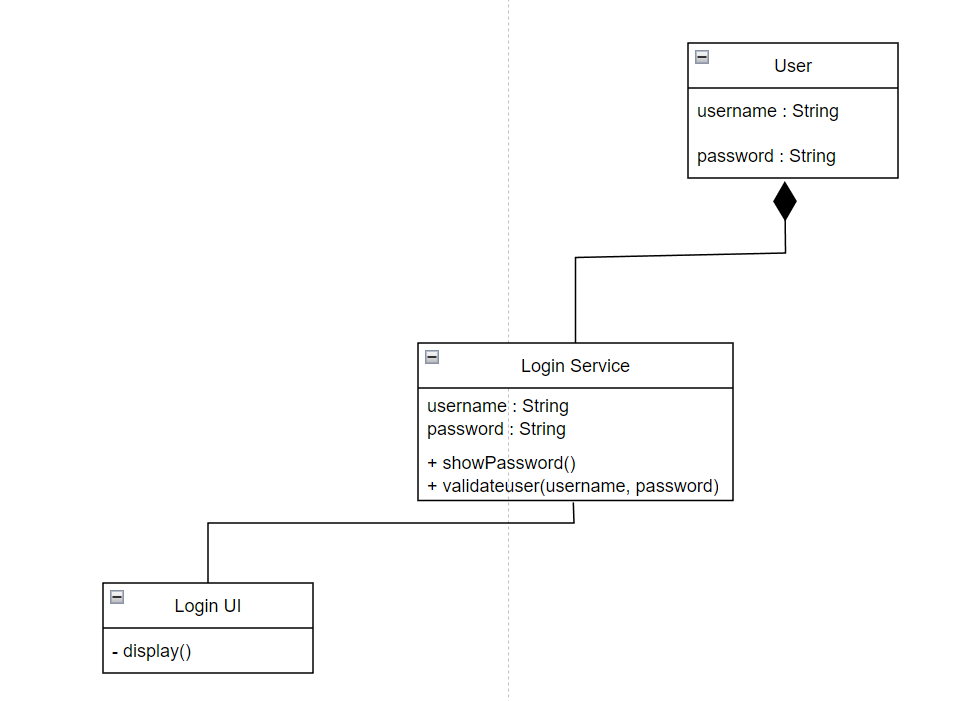 User
username : String
password : String
Login Service
username : String
password : String
+ showPassword()
+ validateuser(username, password)
Login UI
- display()